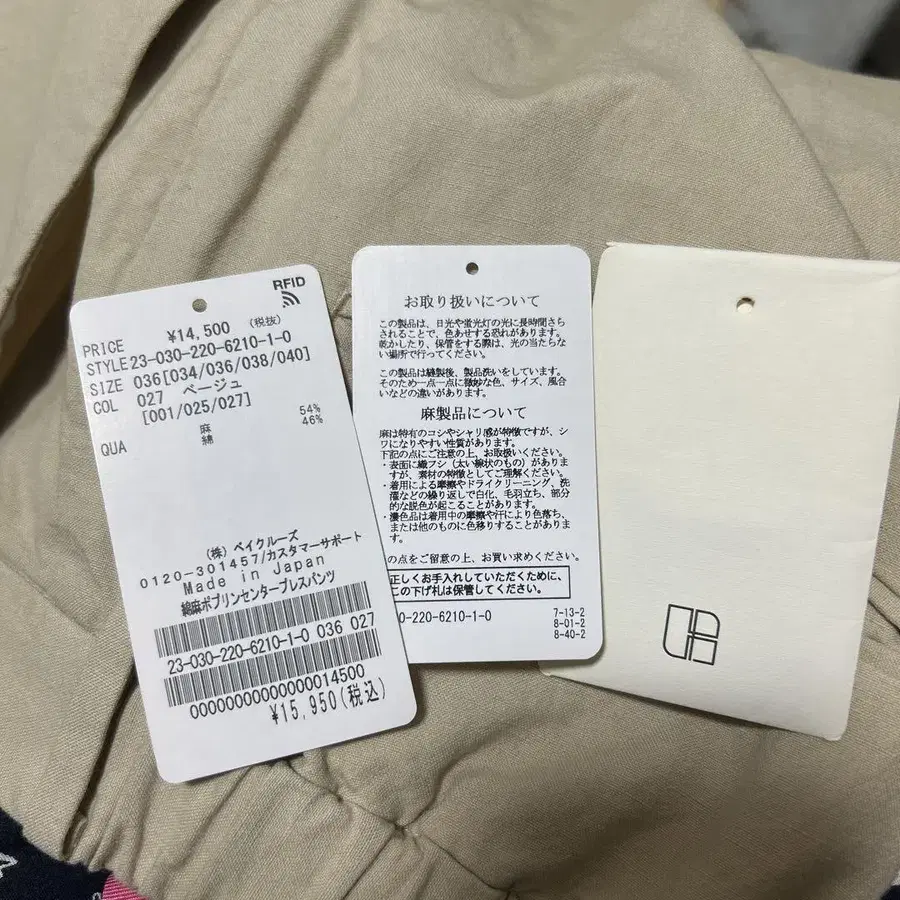 RFID
PRICE ¥14,500 (税抜)
STYLE 23-030-220-6210-1-0
SIZE 036[034/036/038/040]
COL 027 ベージュ
[001/025/027]
QUA 麻 54%
綿 46%
(株) ベイクルーズ
0120-301457/カスタマーサポート
Made in Japan
綿麻ポプリンセンタープレスパンツ
23-030-220-6210-1-0 036 027
00000000000000014500
¥15,950(税込)
お取り扱いについて
この製品は、日光や蛍光灯の光に長時間さら
されることで、色あせする恐れがあります。
乾かしたり、保管をする際は、光の当たらな
い場所で行ってください。
この製品は縫製後、製品洗いをしています。
そのため一点一点に微妙な色、サイズ、風合
いなどの違いがあります。
麻製品について
麻は特有のコシやシャリ感が特徴ですが、シ
ワになりやすい性質があります。
下記の点にご注意の上、お取扱いください。
・表面に織フシ(太い線状のもの)がありま
すが、素材の特徴としてご理解ください。
・着用による摩擦やドライクリーニング、洗
濯などの繰り返しで白化、毛羽立ち、部分
的な脱色が起こることがあります。
・濃色品は着用中の摩擦や汗により色落ち、
または他のものに色移りすることがありま
す。
の点をご留意の上、お買い求めください。
正しくお手入れしていただくために、
この下げ札は保管してください。
0-220-6210-1-0 7-13-2
8-01-2
8-40-2